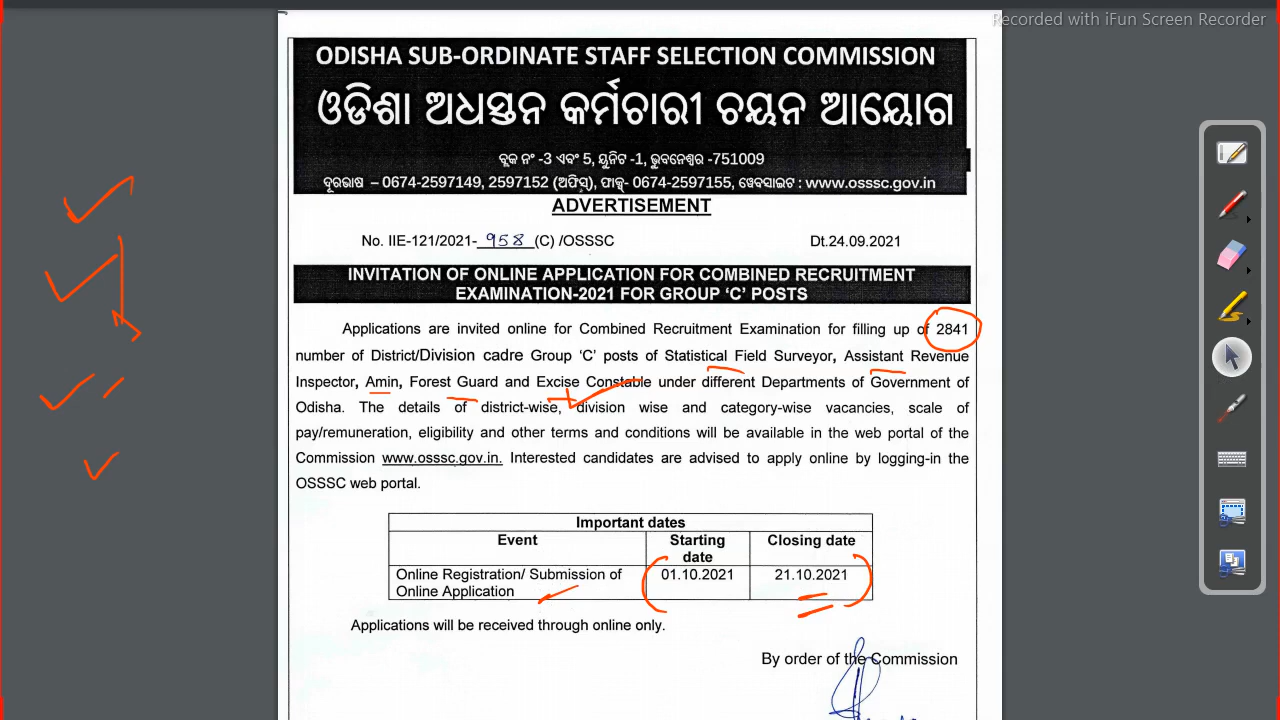 Recorded with iFun Screen Recorder
ODISHA SUB-ORDINATE STAFF SELECTION COMMISSION
ଓଡିଶା ଅଧସ୍ତନ କର୍ମଚାରୀ ଚୟନ ଆୟୋଗ
ବ୍ଲକ ନଂ -3 ଏବଂ 5, ୟୁନିଟ -1, ଭୁବନେଶ୍ୱର -751009
ଦୂରଭାଷ – 0674-2597149, 2597152 (ଅଫିସ୍), ଫାକ୍ସ- 0674-2597155, ୱେବସାଇଟ : www.osssc.gov.in
ADVERTISEMENT
No. IIE-121/2021- 958 (C) /OSSSC Dt.24.09.2021
INVITATION OF ONLINE APPLICATION FOR COMBINED RECRUITMENT
EXAMINATION-2021 FOR GROUP ‘C’ POSTS
Applications are invited online for Combined Recruitment Examination for filling up of 2841
number of District/Division cadre Group ‘C’ posts of Statistical Field Surveyor, Assistant Revenue
Inspector, Amin, Forest Guard and Excise Constable under different Departments of Government of
Odisha. The details of district-wise, division wise and category-wise vacancies, scale of
pay/remuneration, eligibility and other terms and conditions will be available in the web portal of the
Commission www.osssc.gov.in. Interested candidates are advised to apply online by logging-in the
OSSSC web portal.
Important dates
Event Starting date Closing date
Online Registration/ Submission of 01.10.2021 21.10.2021
Online Application
Applications will be received through online only.
By order of the Commission